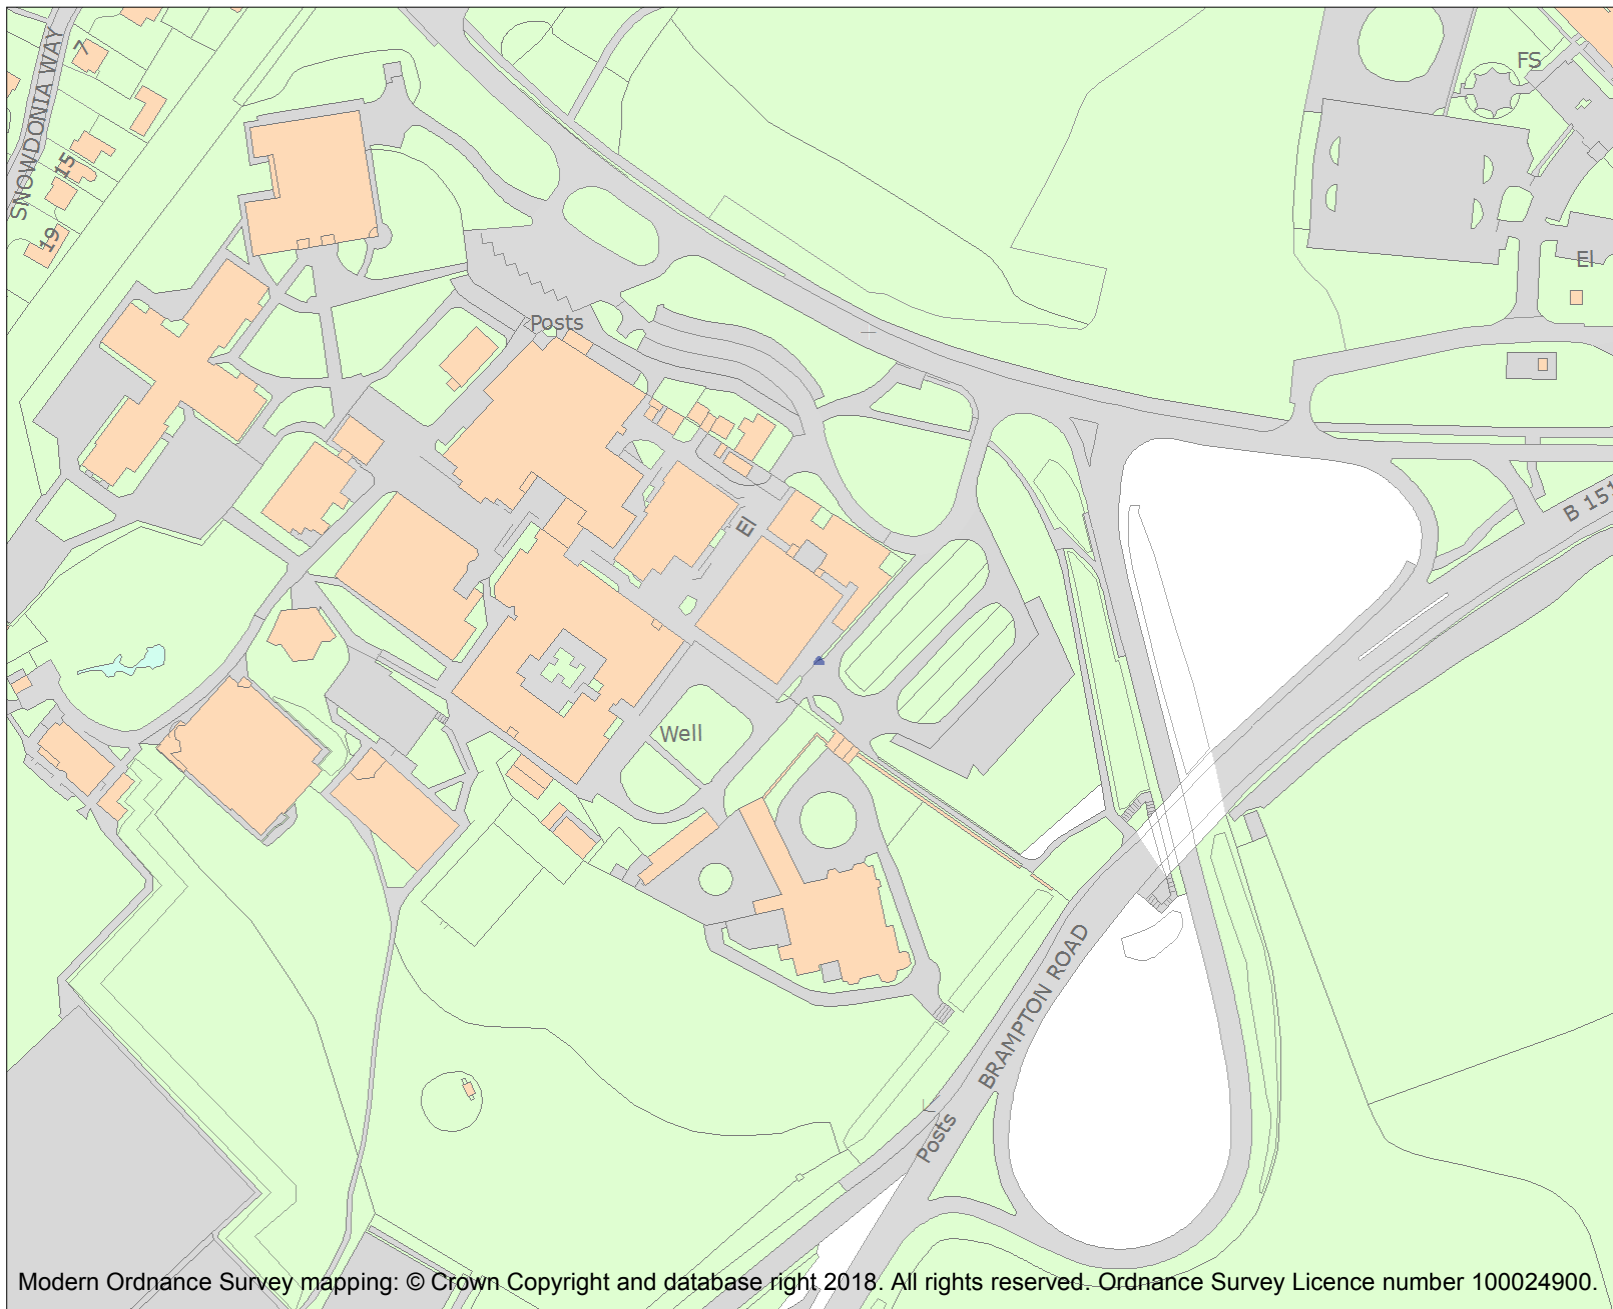 SNOWDONIA WAY
7
15
19
FS
El
Posts
El
B 151
Well
BRAMPTON ROAD
Posts
Modern Ordnance Survey mapping: © Crown Copyright and database right 2018. All rights reserved. Ordnance Survey Licence number 100024900.